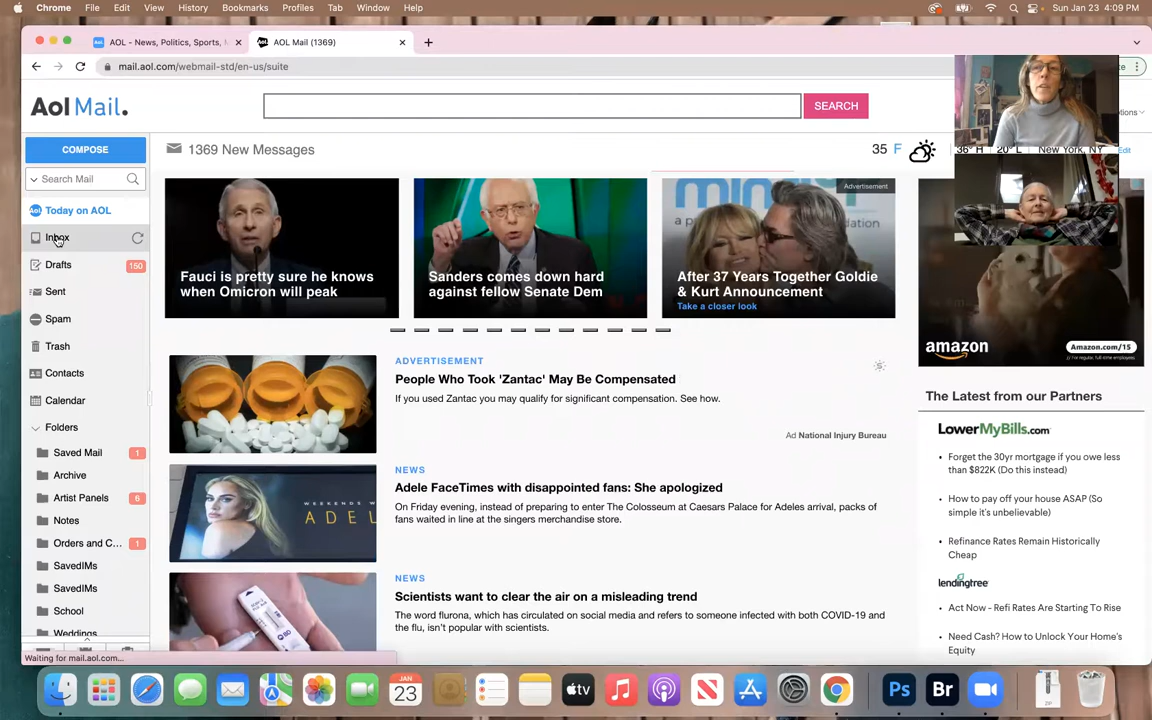 Chrome File Edit View History Bookmarks Profiles Tab Window Help Sun Jan 23 4:09 PM
AOL - News, Politics, Sports, AOL Mail (1369)
mail.aol.com/webmail-std/en-us/suite
Aol Mail. SEARCH
COMPOSE
1369 New Messages 35 F 36° H 20° L New York, NY Edit
Search Mail
Today on AOL
Inbox
Drafts 150
Sent
Spam
Trash
Contacts
Calendar
Folders
Saved Mail 1
Archive
Artist Panels 6
Notes
Orders and C... 1
SavedIMs
SavedIMs
School
Weddings
Waiting for mail.aol.com...
Fauci is pretty sure he knows
when Omicron will peak
Sanders comes down hard
against fellow Senate Dem
Advertisement
After 37 Years Together Goldie
& Kurt Announcement
Take a closer look
ADVERTISEMENT
People Who Took 'Zantac' May Be Compensated
If you used Zantac you may qualify for significant compensation. See how.
Ad National Injury Bureau
NEWS
Adele FaceTimes with disappointed fans: She apologized
On Friday evening, instead of preparing to enter The Colosseum at Caesars Palace for Adeles arrival, packs of
fans waited in line at the singers merchandise store.
NEWS
Scientists want to clear the air on a misleading trend
The word flurona, which has circulated on social media and refers to someone infected with both COVID-19 and
the flu, isn't popular with scientists.
amazon Amazon.com/15
The Latest from our Partners
LowerMyBills.com
• Forget the 30yr mortgage if you owe less
than $822K (Do this instead)
• How to pay off your house ASAP (So
simple it's unbelievable)
• Refinance Rates Remain Historically
Cheap
lendingtree
• Act Now - Refi Rates Are Starting To Rise
• Need Cash? How to Unlock Your Home's
Equity
JAN
23
tv
Ps
Br
ZIP